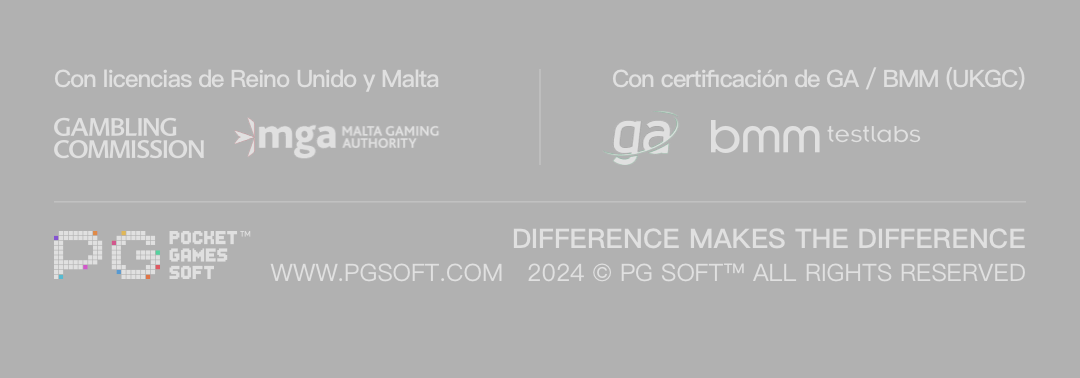 Con licencias de Reino Unido y Malta
GAMBLING
COMMISSION
mga MALTA GAMING
AUTHORITY
Con certificación de GA / BMM (UKGC)
ga
bmm testlabs
PG POCKET™
GAMES
SOFT
WWW.PGSOFT.COM
DIFFERENCE MAKES THE DIFFERENCE
2024 © PG SOFT™ ALL RIGHTS RESERVED